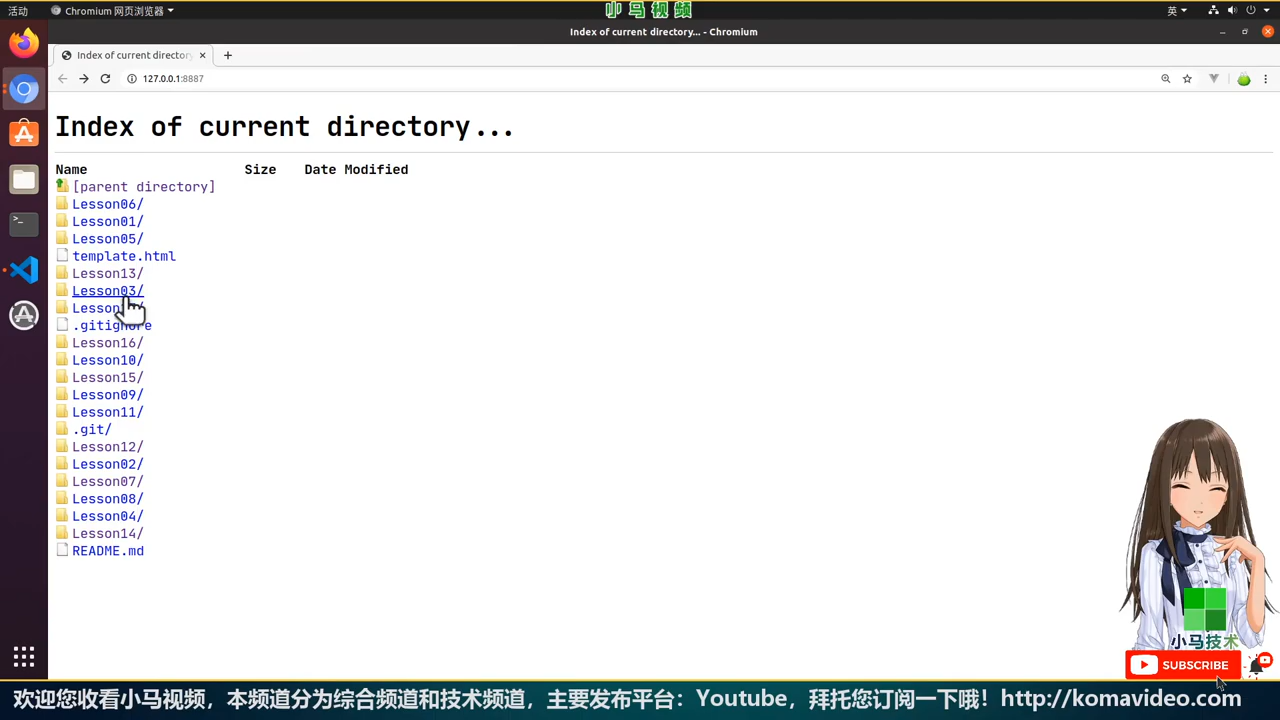 活动
Chromium 网页浏览器
小马视频
英
Index of current directory... - Chromium
Index of current directory
127.0.0.1:8887
Index of current directory...
Name Size Date Modified
[parent directory]
Lesson06/
Lesson01/
Lesson05/
template.html
Lesson13/
Lesson03/
Lesson
.gitignore
Lesson16/
Lesson10/
Lesson15/
Lesson09/
Lesson11/
.git/
Lesson12/
Lesson02/
Lesson07/
Lesson08/
Lesson04/
Lesson14/
README.md
小马技术
SUBSCRIBE
欢迎您收看小马视频，本频道分为综合频道和技术频道，主要发布平台：Youtube，拜托您订阅一下哦！http://komavideo.com